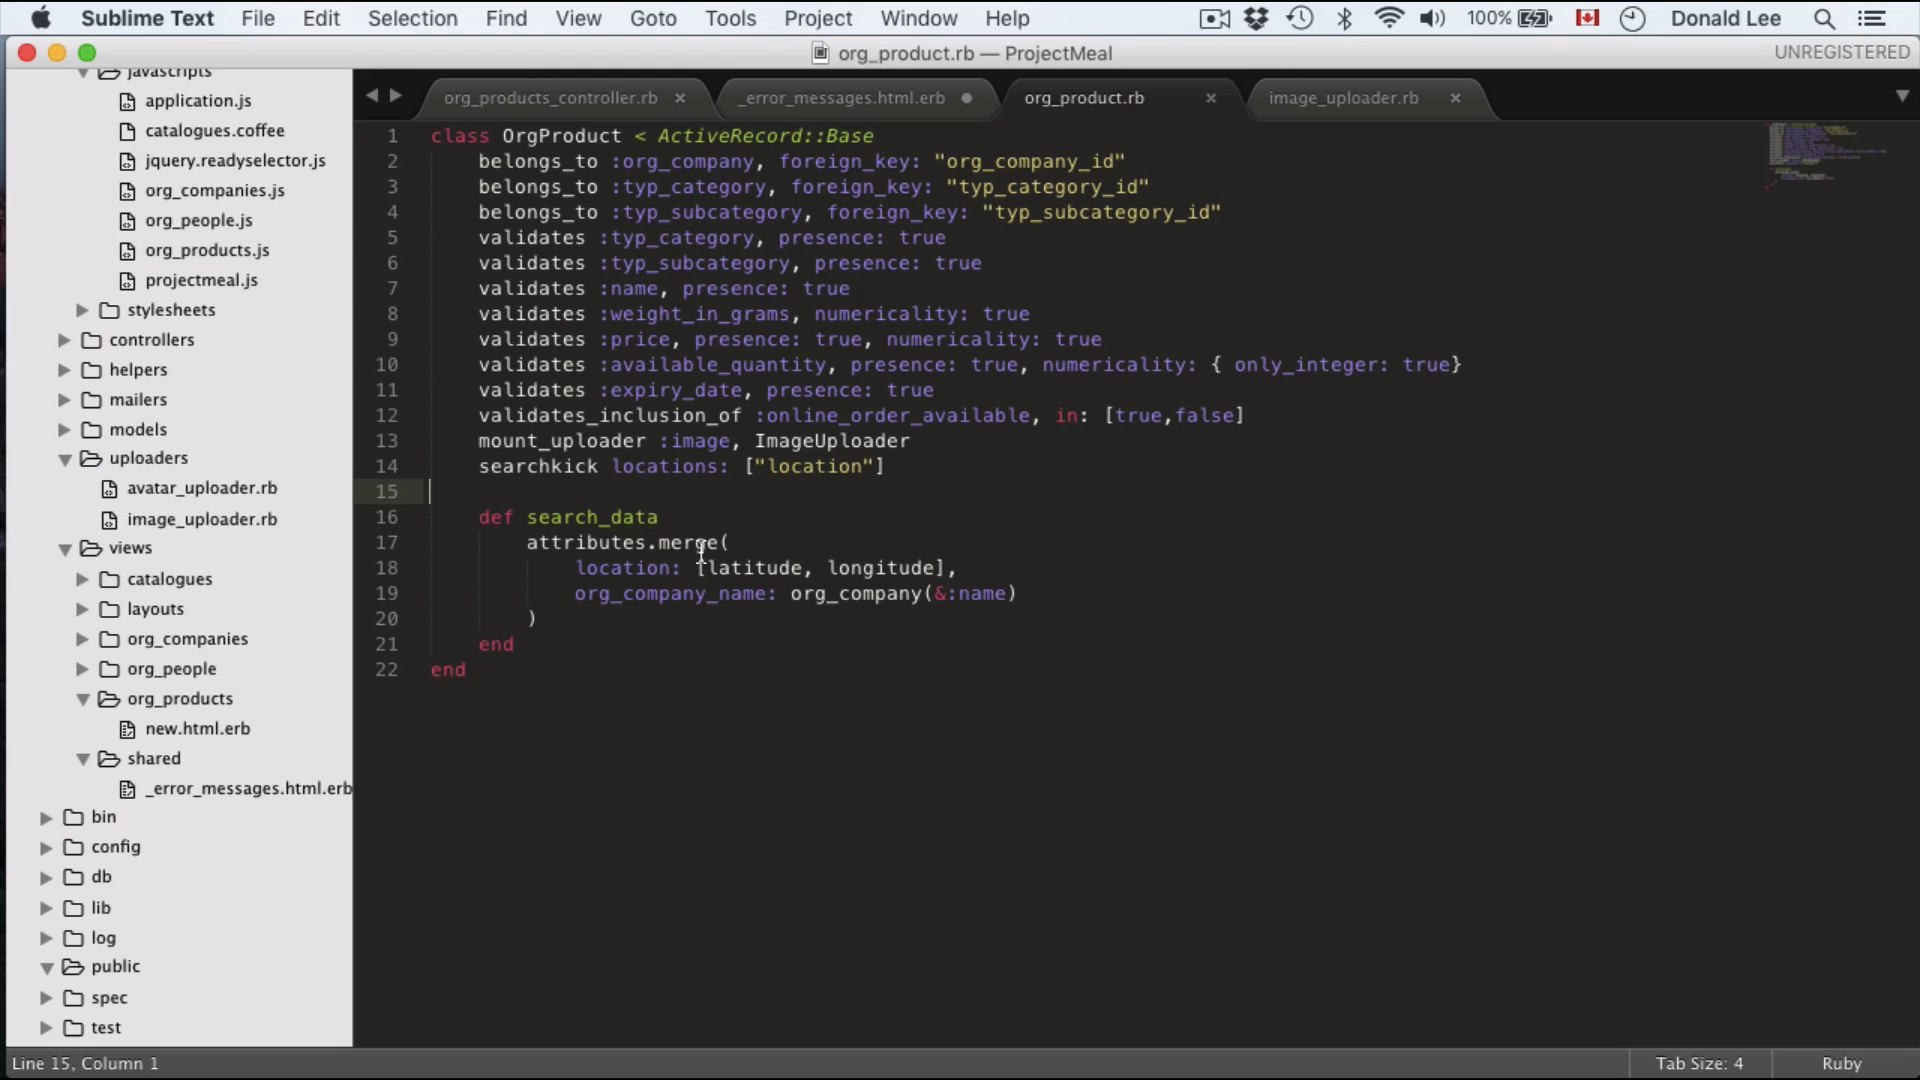 Sublime Text File Edit Selection Find View Goto Tools Project Window Help 100% Donald Lee
org_product.rb — ProjectMeal UNREGISTERED
javascripts
application.js
catalogues.coffee
jquery.readyselector.js
org_companies.js
org_people.js
org_products.js
projectmeal.js
stylesheets
controllers
helpers
mailers
models
uploaders
avatar_uploader.rb
image_uploader.rb
views
catalogues
layouts
org_companies
org_people
org_products
new.html.erb
shared
_error_messages.html.erb
bin
config
db
lib
log
public
spec
test
org_products_controller.rb _error_messages.html.erb org_product.rb image_uploader.rb
1 class OrgProduct < ActiveRecord::Base
2 belongs_to :org_company, foreign_key: "org_company_id"
3 belongs_to :typ_category, foreign_key: "typ_category_id"
4 belongs_to :typ_subcategory, foreign_key: "typ_subcategory_id"
5 validates :typ_category, presence: true
6 validates :typ_subcategory, presence: true
7 validates :name, presence: true
8 validates :weight_in_grams, numericality: true
9 validates :price, presence: true, numericality: true
10 validates :available_quantity, presence: true, numericality: { only_integer: true}
11 validates :expiry_date, presence: true
12 validates_inclusion_of :online_order_available, in: [true,false]
13 mount_uploader :image, ImageUploader
14 searchkick locations: ["location"]
15
16 def search_data
17 attributes.merge(
18 location: [latitude, longitude],
19 org_company_name: org_company(&:name)
20 )
21 end
22 end
Line 15, Column 1 Tab Size: 4 Ruby